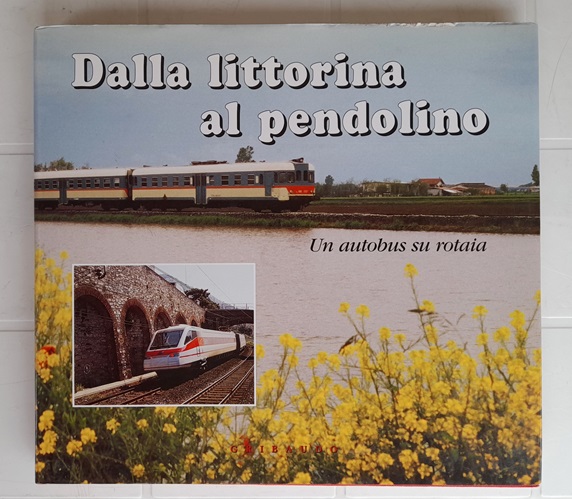 Dalla littorina
al pendolino
Un autobus su rotaia
GRIBAUDO